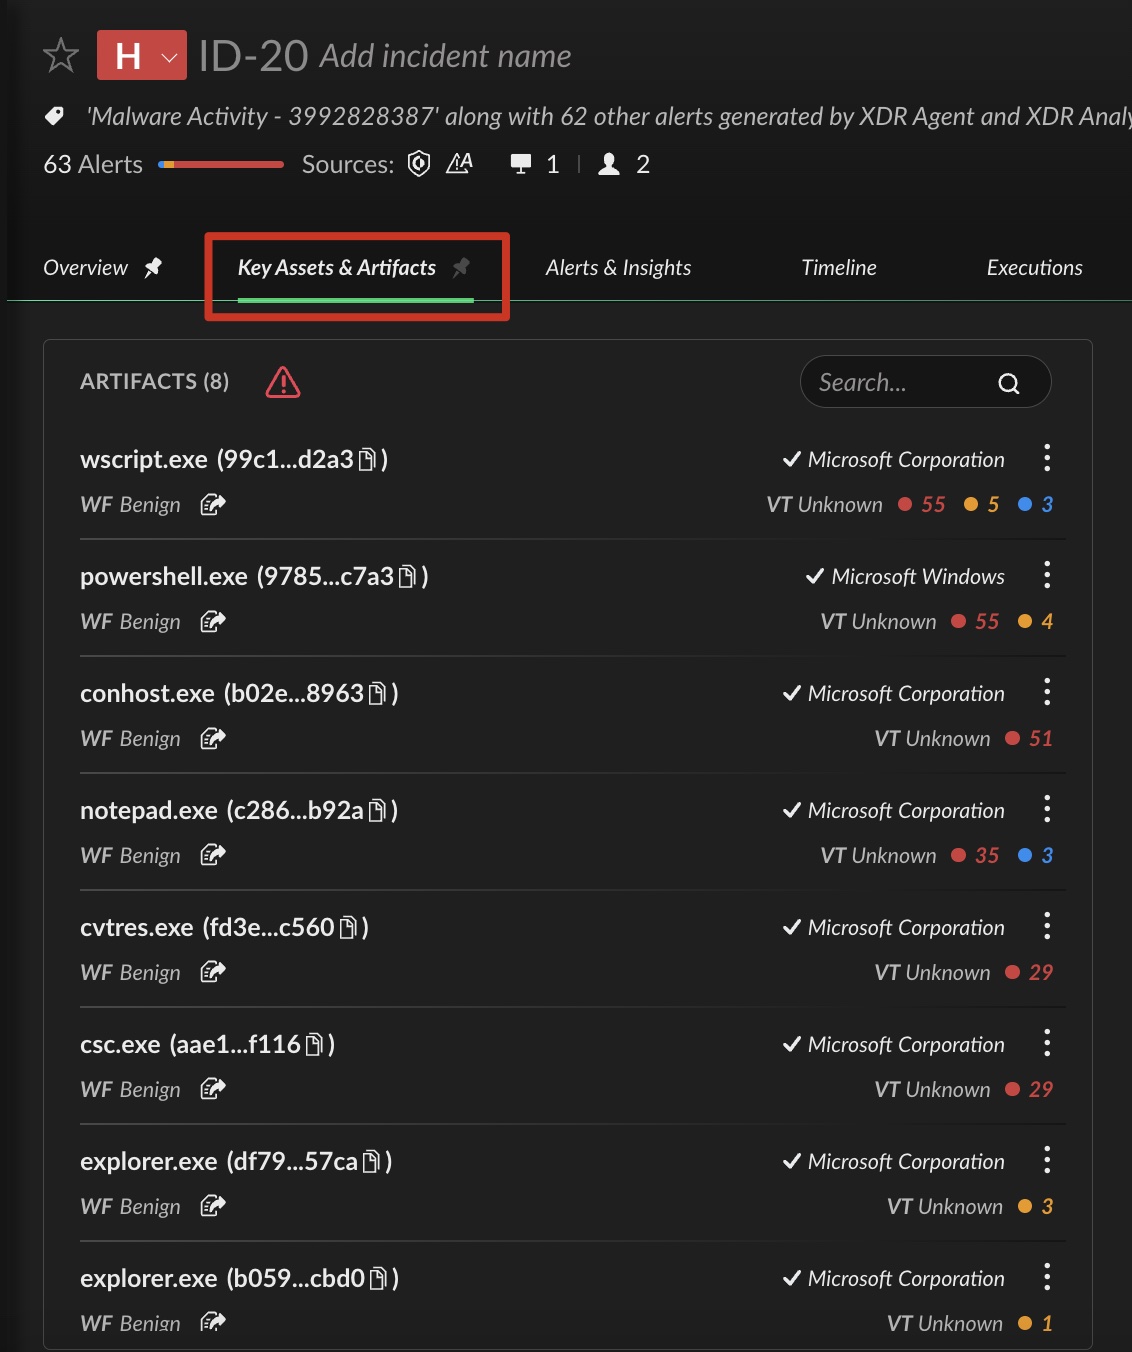 H ID-20 Add incident name
'Malware Activity - 3992828387' along with 62 other alerts generated by XDR Agent and XDR Analy
63 Alerts Sources: 1 2
Overview Key Assets & Artifacts Alerts & Insights Timeline Executions
ARTIFACTS (8) Search...
wscript.exe (99c1...d2a3) Microsoft Corporation
WF Benign VT Unknown 55 5 3
powershell.exe (9785...c7a3) Microsoft Windows
WF Benign VT Unknown 55 4
conhost.exe (b02e...8963) Microsoft Corporation
WF Benign VT Unknown 51
notepad.exe (c286...b92a) Microsoft Corporation
WF Benign VT Unknown 35 3
cvtres.exe (fd3e...c560) Microsoft Corporation
WF Benign VT Unknown 29
csc.exe (aae1...f116) Microsoft Corporation
WF Benign VT Unknown 29
explorer.exe (df79...57ca) Microsoft Corporation
WF Benign VT Unknown 3
explorer.exe (b059...cbd0) Microsoft Corporation
WF Benign VT Unknown 1